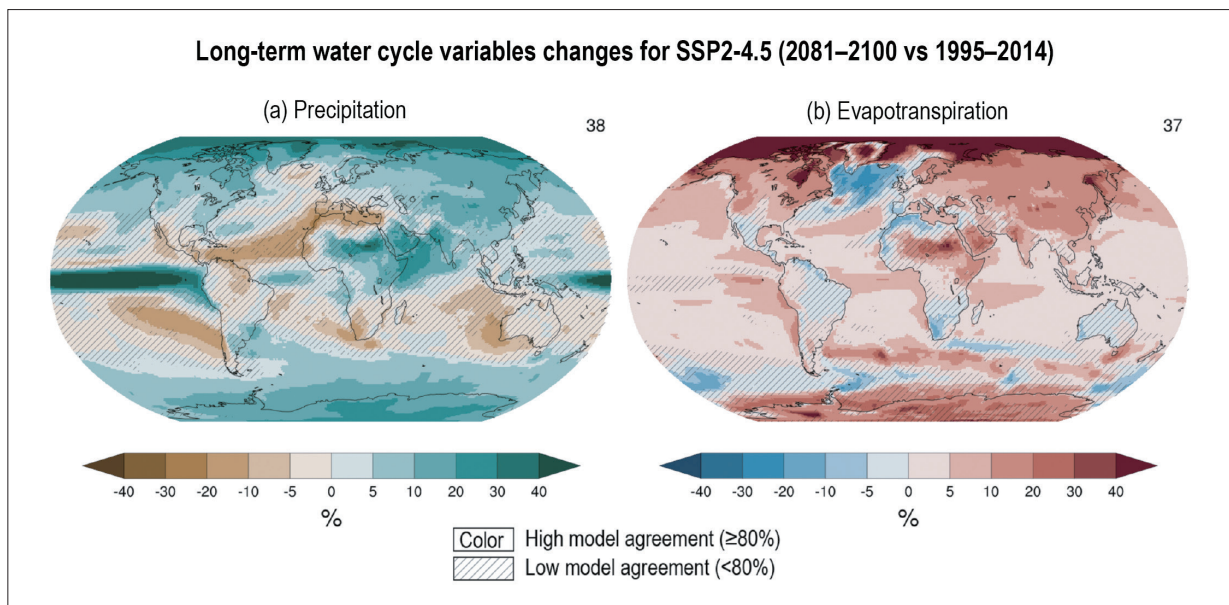 Long-term water cycle variables changes for SSP2-4.5 (2081–2100 vs 1995–2014)
(a) Precipitation
38
(b) Evapotranspiration
37
-40 -30 -20 -10 -5 0 5 10 20 30 40
%
-40 -30 -20 -10 -5 0 5 10 20 30 40
%
Color High model agreement (≥80%)
Low model agreement (<80%)